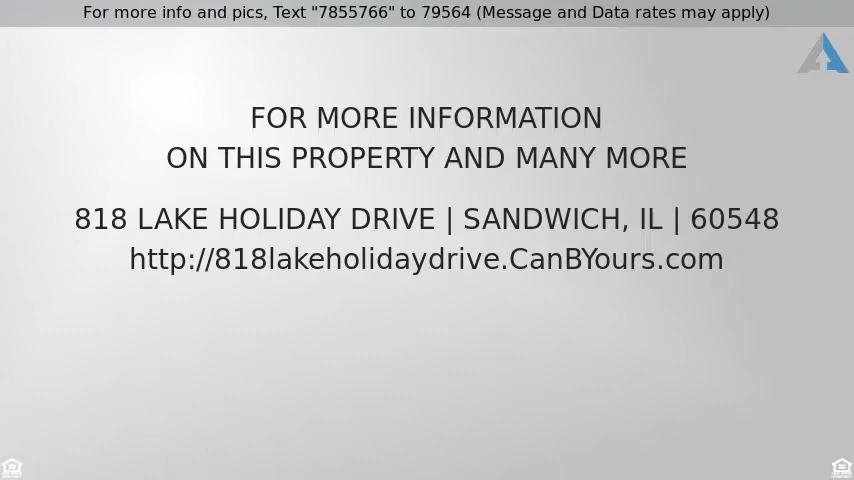 For more info and pics, Text "7855766" to 79564 (Message and Data rates may apply)
FOR MORE INFORMATION
ON THIS PROPERTY AND MANY MORE
818 LAKE HOLIDAY DRIVE | SANDWICH, IL | 60548
http://818lakeholidaydrive.CanBYours.com